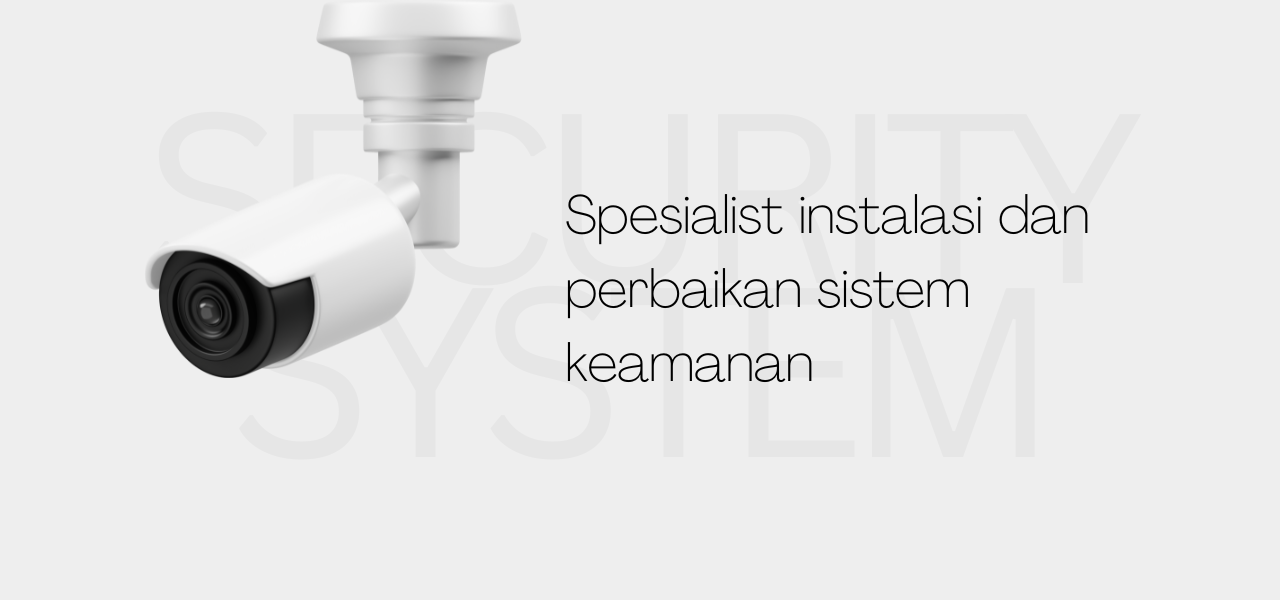 SECURITY
SYSTEM
Spesialist instalasi dan
perbaikan sistem
keamanan